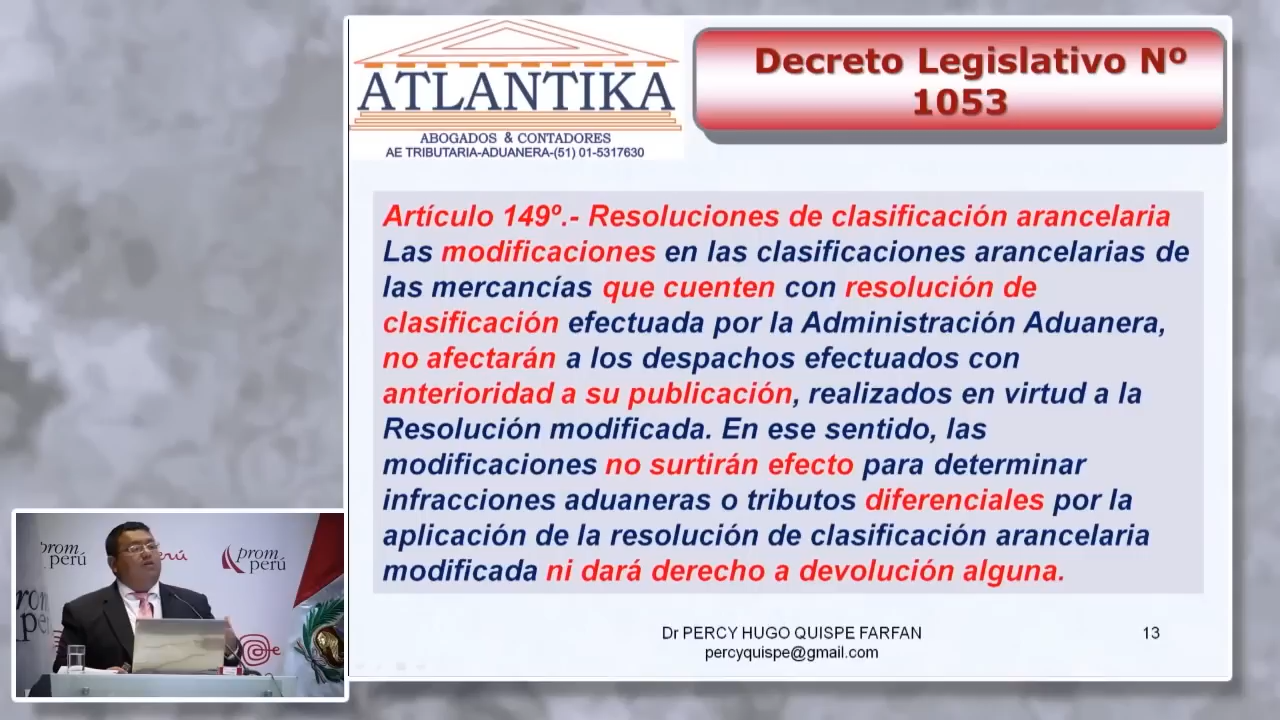 ATLANTIKA
ABOGADOS & CONTADORES
AE TRIBUTARIA-ADUANERA-(51) 01-5317630
Decreto Legislativo Nº
1053
Artículo 149º.- Resoluciones de clasificación arancelaria
Las modificaciones en las clasificaciones arancelarias de
las mercancías que cuenten con resolución de
clasificación efectuada por la Administración Aduanera,
no afectarán a los despachos efectuados con
anterioridad a su publicación, realizados en virtud a la
Resolución modificada. En ese sentido, las
modificaciones no surtirán efecto para determinar
infracciones aduaneras o tributos diferenciales por la
aplicación de la resolución de clasificación arancelaria
modificada ni dará derecho a devolución alguna.
Dr PERCY HUGO QUISPE FARFAN
percyquispe@gmail.com
13
prom
perú